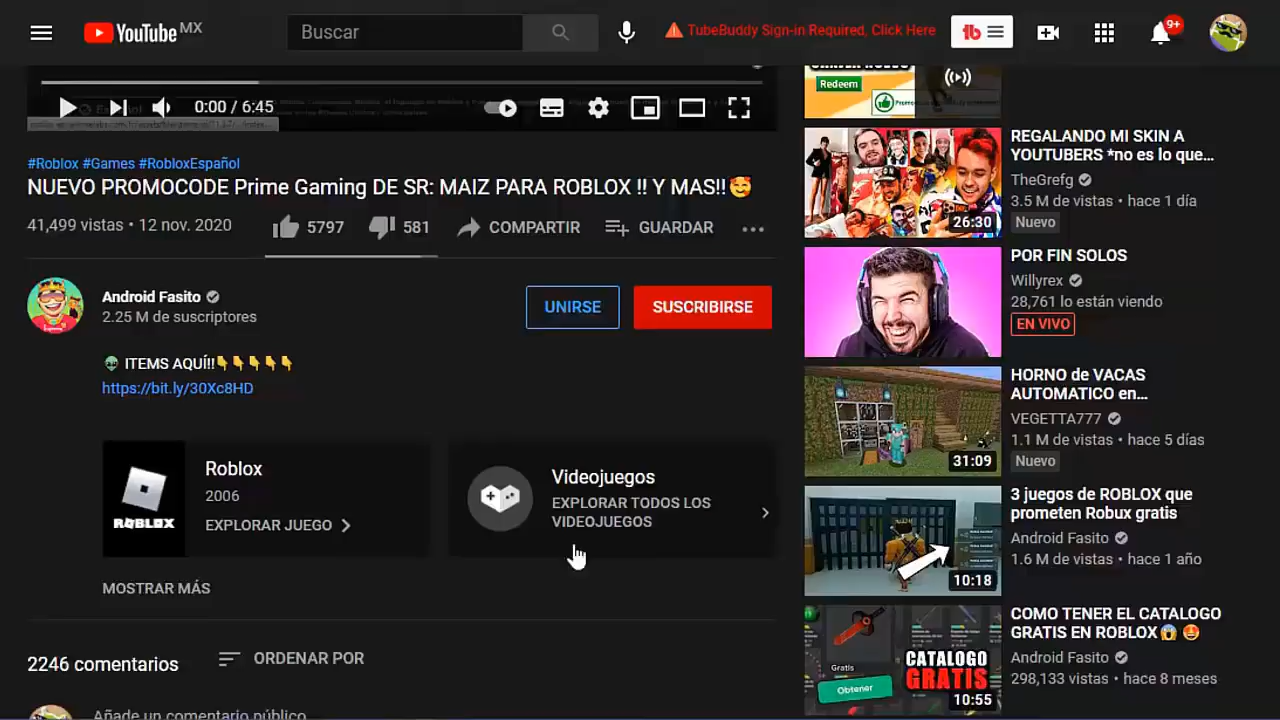 YouTube MX
Buscar
TubeBuddy Sign-in Required, Click Here
tb
9+
0:00 / 6:45
#Roblox #Games #RobloxEspañol
NUEVO PROMOCODE Prime Gaming DE SR: MAIZ PARA ROBLOX !! Y MAS!!🥰
41,499 vistas • 12 nov. 2020
5797
581
COMPARTIR
GUARDAR
Android Fasito
2.25 M de suscriptores
UNIRSE
SUSCRIBIRSE
👽 ITEMS AQUÍ!!👇👇👇👇👇
https://bit.ly/30Xc8HD
ROBLOX
Roblox
2006
EXPLORAR JUEGO
Videojuegos
EXPLORAR TODOS LOS
VIDEOJUEGOS
MOSTRAR MÁS
2246 comentarios
ORDENAR POR
Añade un comentario público
Redeem
REGALANDO MI SKIN A
YOUTUBERS *no es lo que...
TheGrefg
3.5 M de vistas • hace 1 día
Nuevo
26:30
POR FIN SOLOS
Willyrex
28,761 lo están viendo
EN VIVO
HORNO de VACAS
AUTOMATICO en...
VEGETTA777
1.1 M de vistas • hace 5 días
Nuevo
31:09
3 juegos de ROBLOX que
prometen Robux gratis
Android Fasito
1.6 M de vistas • hace 1 año
10:18
COMO TENER EL CATALOGO
GRATIS EN ROBLOX😱 🤩
Android Fasito
298,133 vistas • hace 8 meses
Gratis
Obtener
CATALOGO
GRATIS
10:55